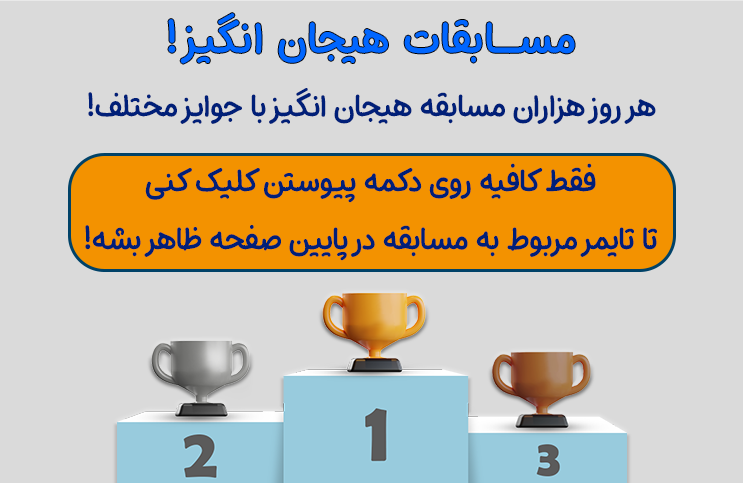 مســابقات هیجان انگیز!
هر روز هزاران مسابقه هیجان انگیز با جوایز مختلف!
فقط کافیه روی دکمه پیوستن کلیک کنی
تا تایمر مربوط به مسابقه در پایین صفحه ظاهر بشه!
1
2
3